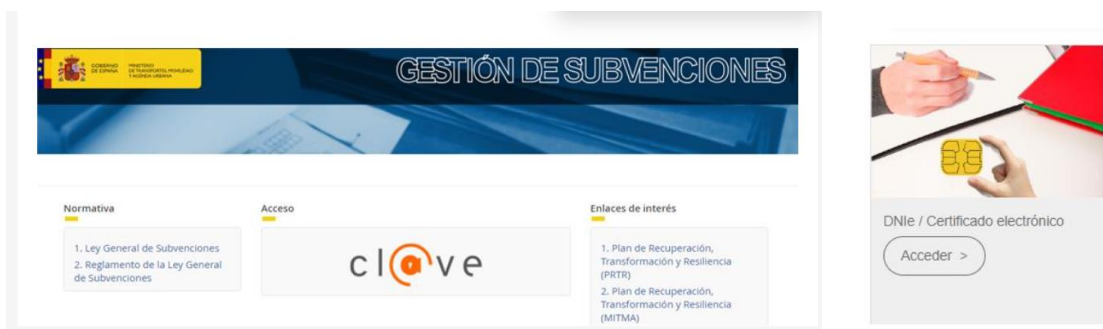 GOBIERNO
DE ESPAÑA
MINISTERIO
DE TRANSPORTES, MOVILIDAD
Y AGENDA URBANA
GESTIÓN DE SUBVENCIONES
Normativa
1. Ley General de Subvenciones
2. Reglamento de la Ley General
de Subvenciones
Acceso
cl@ve
Enlaces de interés
1. Plan de Recuperación,
Transformación y Resiliencia
(PRTR)
2. Plan de Recuperación,
Transformación y Resiliencia
(MITMA)
DNIe / Certificado electrónico
Acceder >